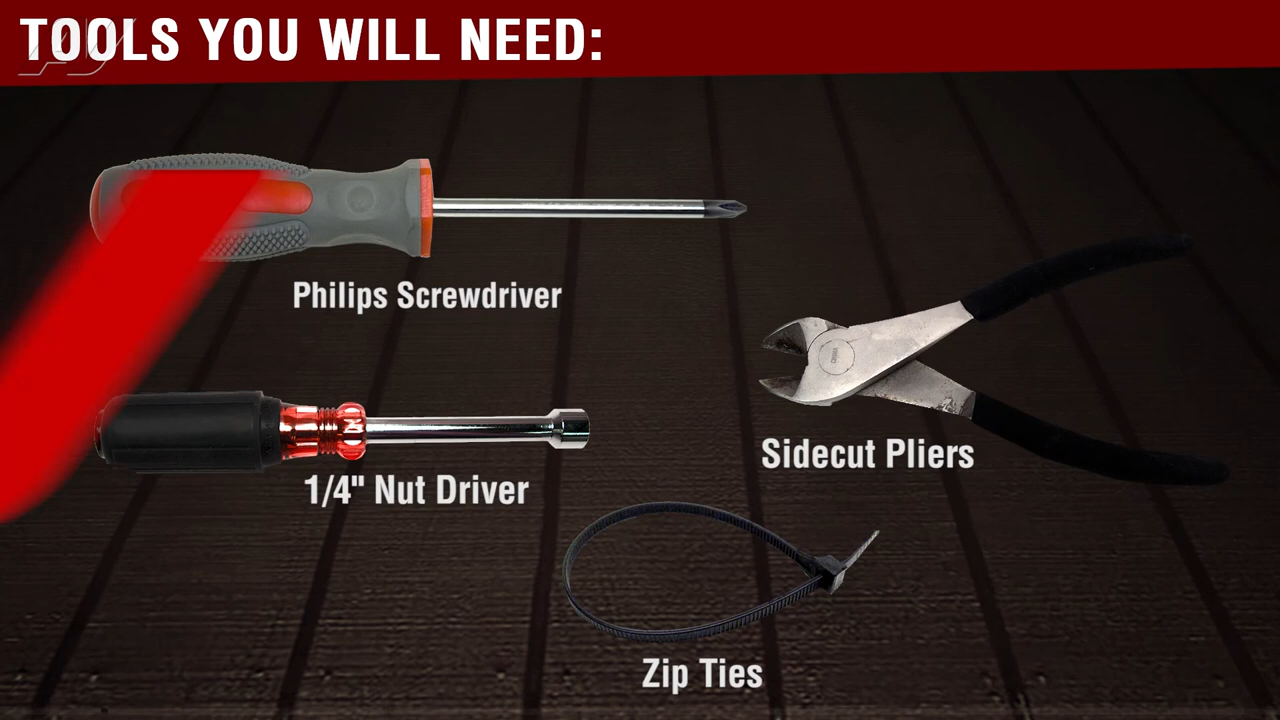 TOOLS YOU WILL NEED:
Philips Screwdriver
Sidecut Pliers
1/4" Nut Driver
Zip Ties